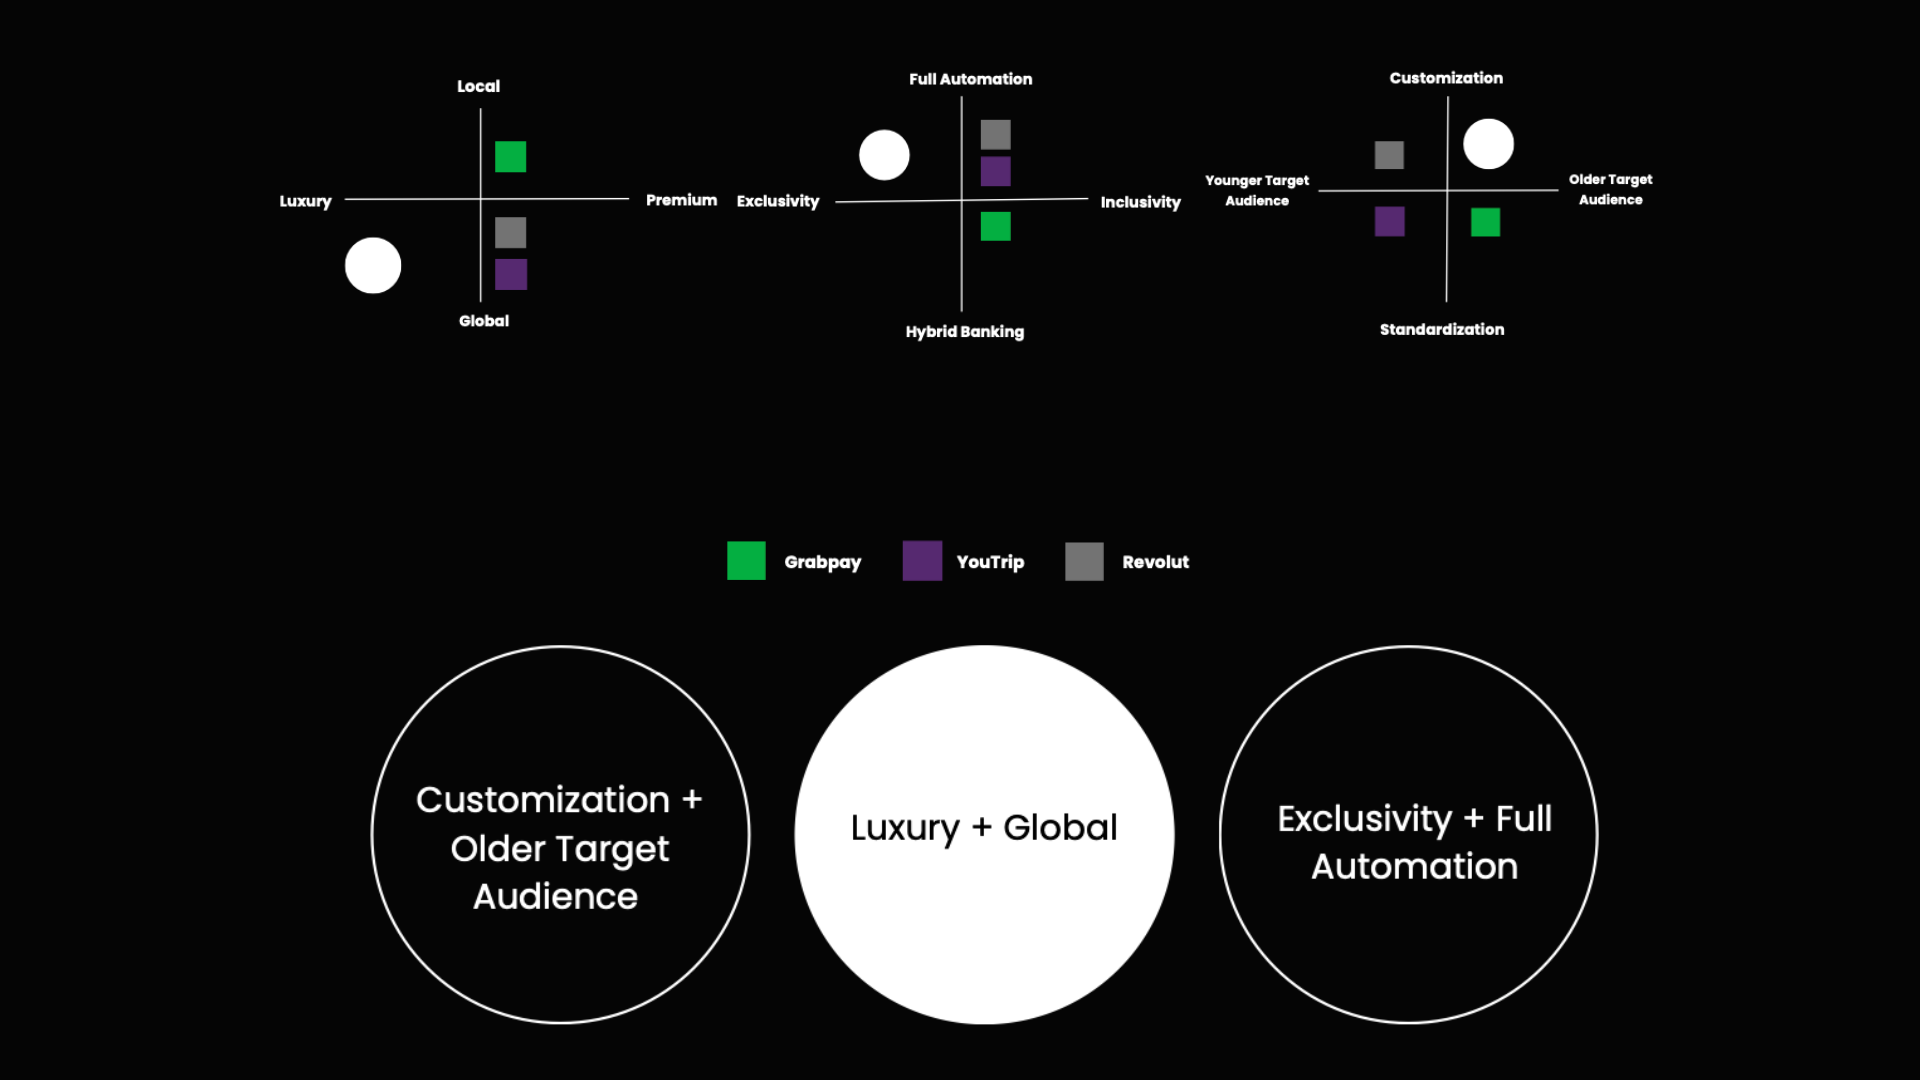 Local
Luxury
Premium
Global
Full Automation
Exclusivity
Inclusivity
Hybrid Banking
Customization
Younger Target
Audience
Older Target
Audience
Standardization
Grabpay
YouTrip
Revolut
Customization +
Older Target
Audience
Luxury + Global
Exclusivity + Full
Automation